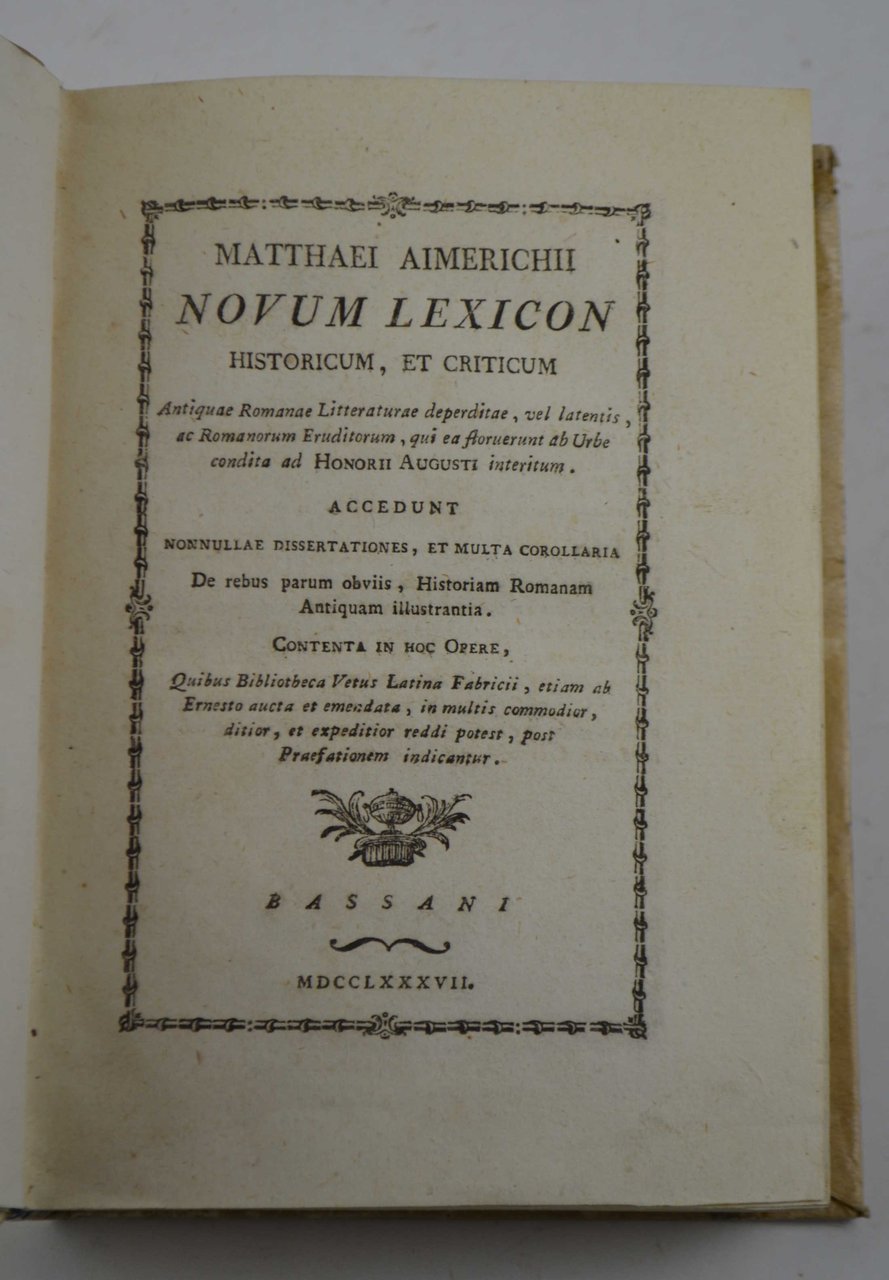 MATTHAEI AIMERICHII
NOVUM LEXICON
HISTORICUM, ET CRITICUM
Antiquae Romanae Litteraturae deperditae, vel latentis,
ac Romanorum Eruditorum, qui ea floruerunt ab Urbe
condita ad HONORII AUGUSTI interitum.
ACCEDUNT
NONNULLAE DISSERTATIONES, ET MULTA COROLLARIA
De rebus parum obviis, Historiam Romanam
Antiquam illustrantia.
CONTENTA IN HOC OPERE,
Quibus Bibliotheca Vetus Latina Fabricii, etiam ab
Ernesto aucta et emendata, in multis commodior,
ditior, et expeditior reddi potest, post
Praefationem indicantur.
BASSANI
MDCCLXXXVII.